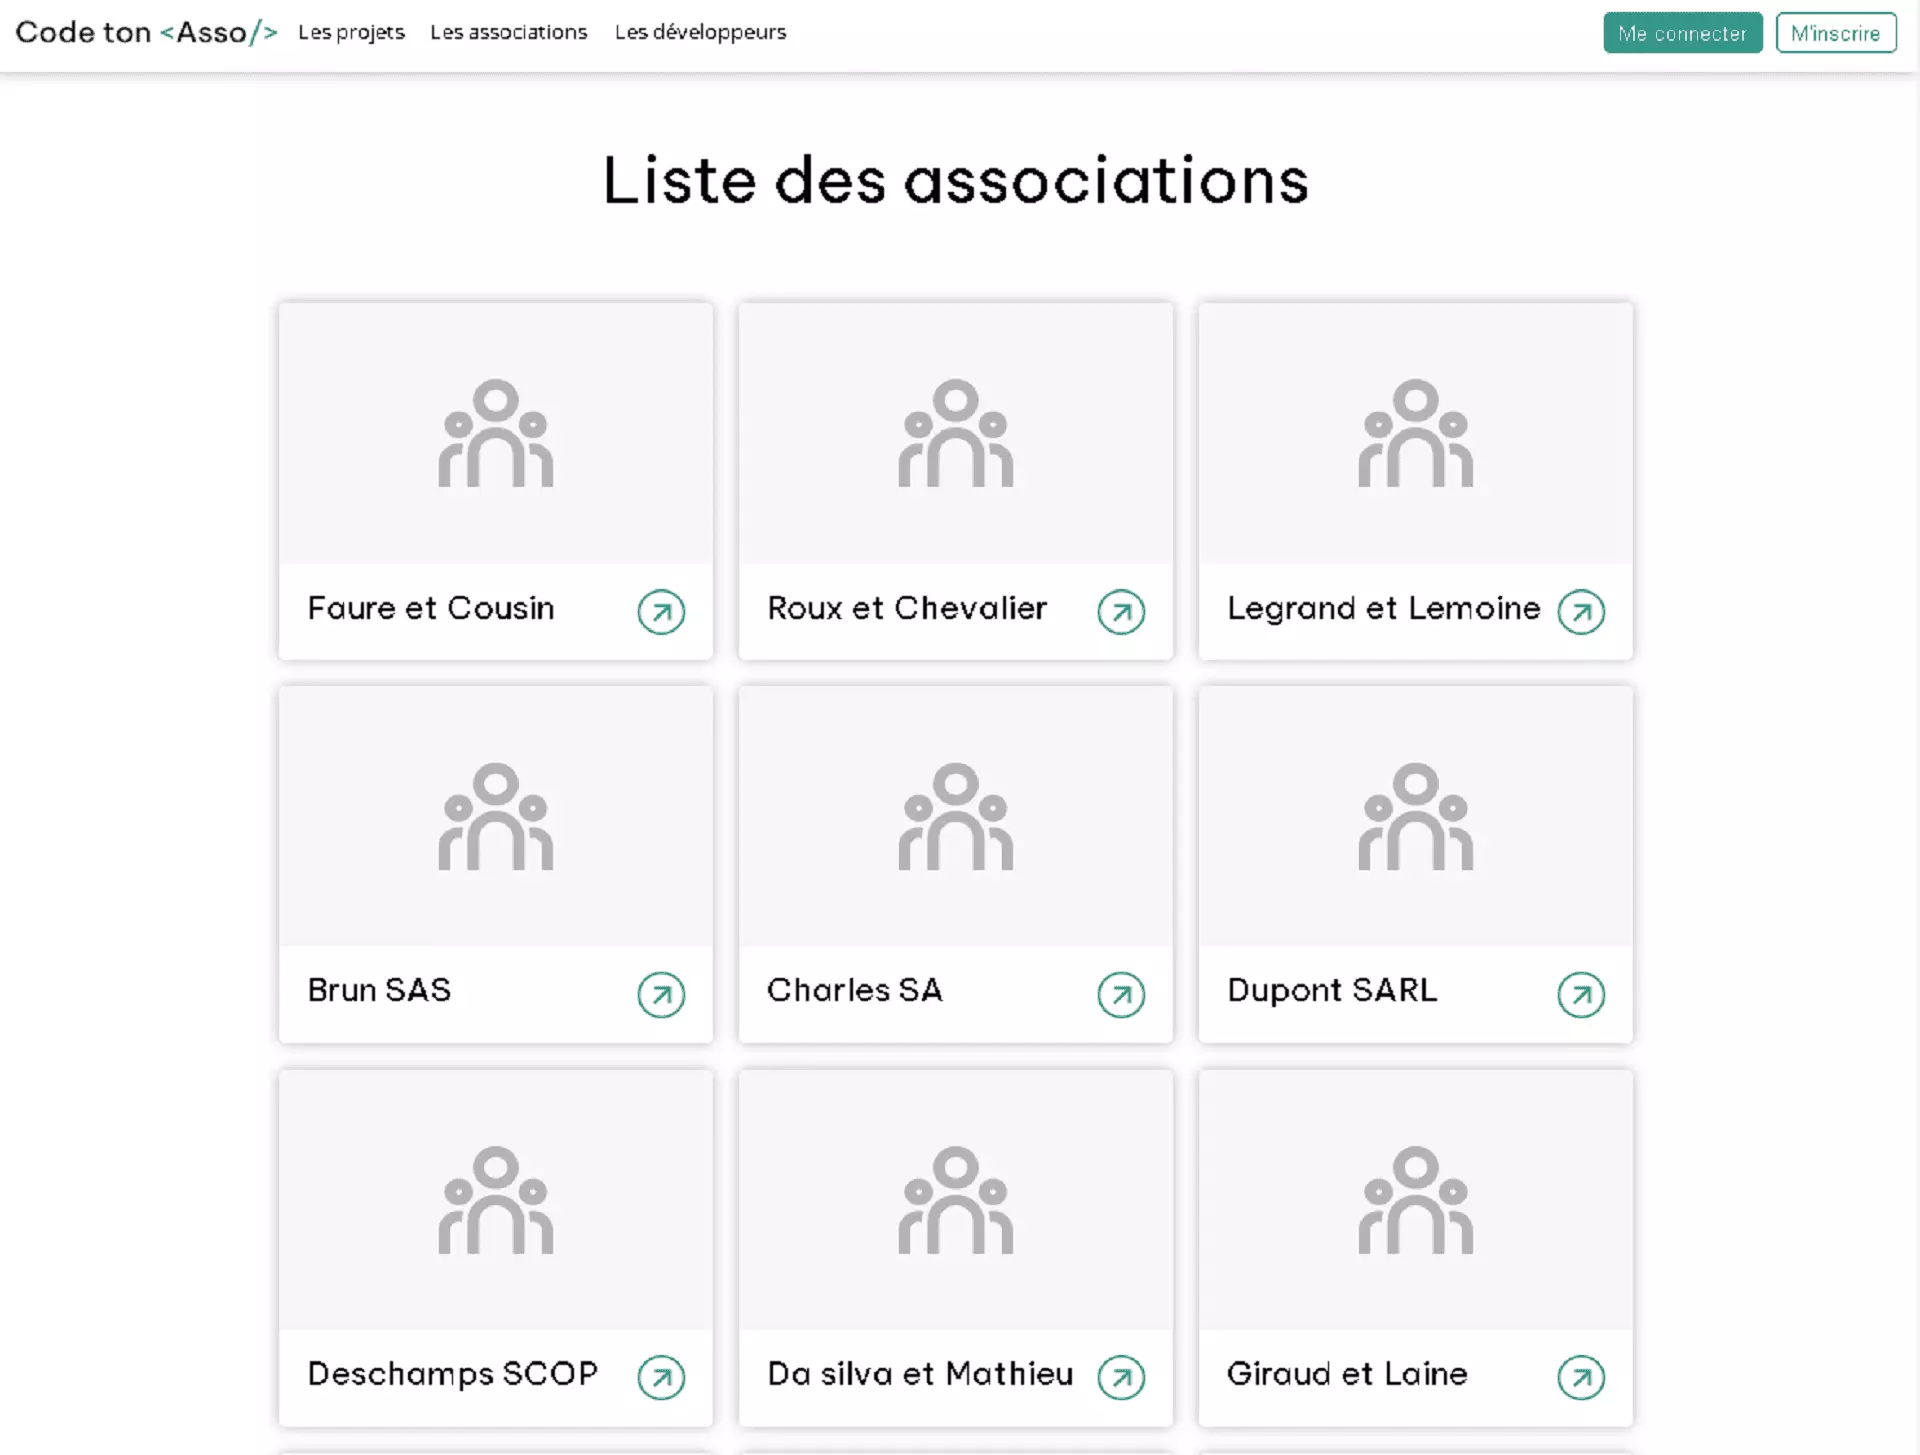 Code ton <Asso/> Les projets Les associations Les développeurs Me connecter M'inscrire
Liste des associations
Faure et Cousin Roux et Chevalier Legrand et Lemoine
Brun SAS Charles SA Dupont SARL
Deschamps SCOP Da silva et Mathieu Giraud et Laine